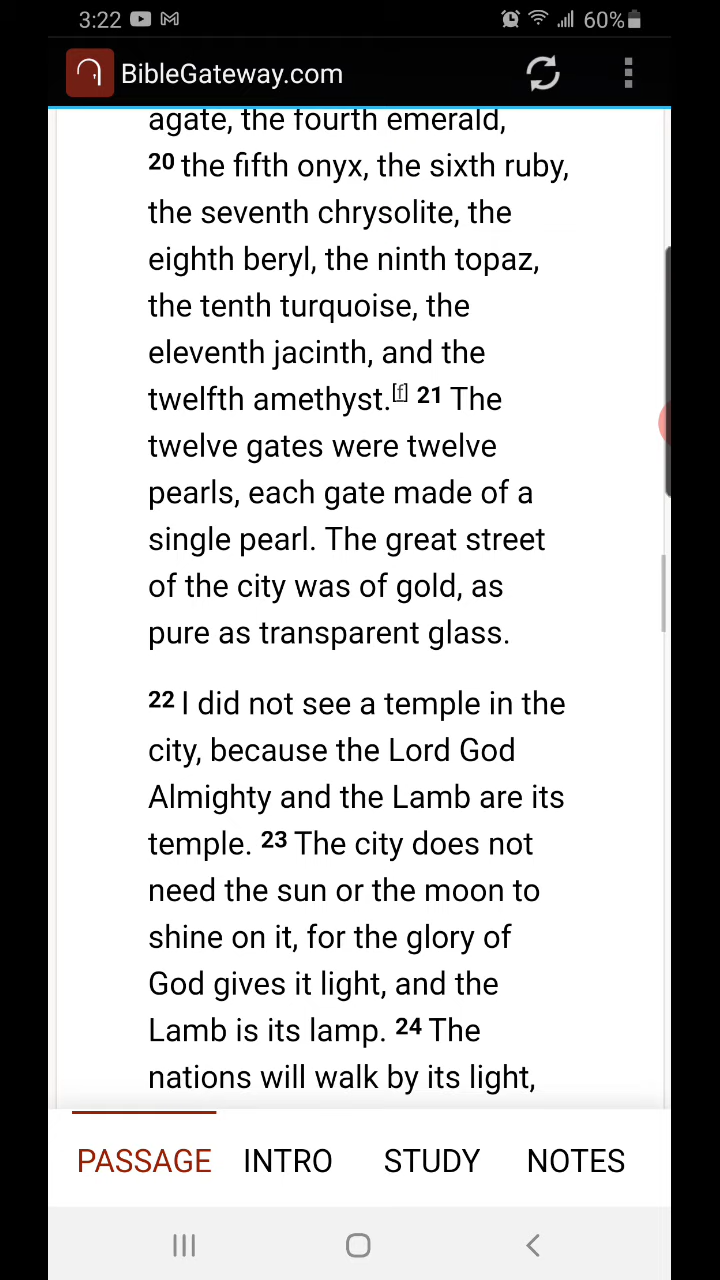 3:22 60%
BibleGateway.com
agate, the fourth emerald,
20 the fifth onyx, the sixth ruby,
the seventh chrysolite, the
eighth beryl, the ninth topaz,
the tenth turquoise, the
eleventh jacinth, and the
twelfth amethyst.[f] 21 The
twelve gates were twelve
pearls, each gate made of a
single pearl. The great street
of the city was of gold, as
pure as transparent glass.
22 I did not see a temple in the
city, because the Lord God
Almighty and the Lamb are its
temple. 23 The city does not
need the sun or the moon to
shine on it, for the glory of
God gives it light, and the
Lamb is its lamp. 24 The
nations will walk by its light,
PASSAGE INTRO STUDY NOTES